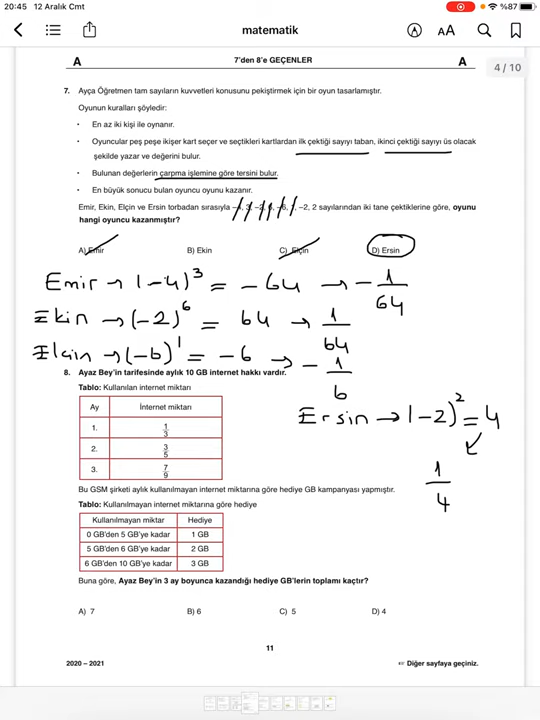 20:45 12 Aralık Cmt %87
matematik
AA
A 7'den 8'e GEÇENLER A
4 / 10
7. Ayça Öğretmen tam sayıların kuvvetleri konusunu pekiştirmek için bir oyun tasarlamıştır.
Oyunun kuralları şöyledir:
• En az iki kişi ile oynanır.
• Oyuncular peş peşe ikişer kart seçer ve seçtikleri kartlardan ilk çektiği sayıyı taban, ikinci çektiği sayıyı üs olacak
şekilde yazar ve değerini bulur.
• Bulunan değerlerin çarpma işlemine göre tersini bulur.
• En büyük sonucu bulan oyuncu oyunu kazanır.
Emir, Ekin, Elçin ve Ersin torbadan sırasıyla –4, 3, –2, 6, –6, 1, –2, 2 sayılarından iki tane çektiklerine göre, oyunu
hangi oyuncu kazanmıştır?
A) Emir B) Ekin C) Elçin D) Ersin
Emir → (-4)³ = -64 → -1/64
Ekin → (-2)⁶ = 64 → 1/64
Elçin → (-6)¹ = -6 → -1/6
8. Ayaz Bey'in tarifesinde aylık 10 GB internet hakkı vardır.
Tablo: Kullanılan internet miktarı
Ay İnternet miktarı
1. 1/3
2. 3/5
3. 7/9
Ersin → (-2)² = 4
1/4
Bu GSM şirketi aylık kullanılmayan internet miktarına göre hediye GB kampanyası yapmıştır.
Tablo: Kullanılmayan internet miktarına göre hediye
Kullanılmayan miktar Hediye
0 GB'den 5 GB'ye kadar 1 GB
5 GB'den 6 GB'ye kadar 2 GB
6 GB'den 10 GB'ye kadar 3 GB
Buna göre, Ayaz Bey'in 3 ay boyunca kazandığı hediye GB'lerin toplamı kaçtır?
A) 7 B) 6 C) 5 D) 4
11
2020 – 2021 Diğer sayfaya geçiniz.